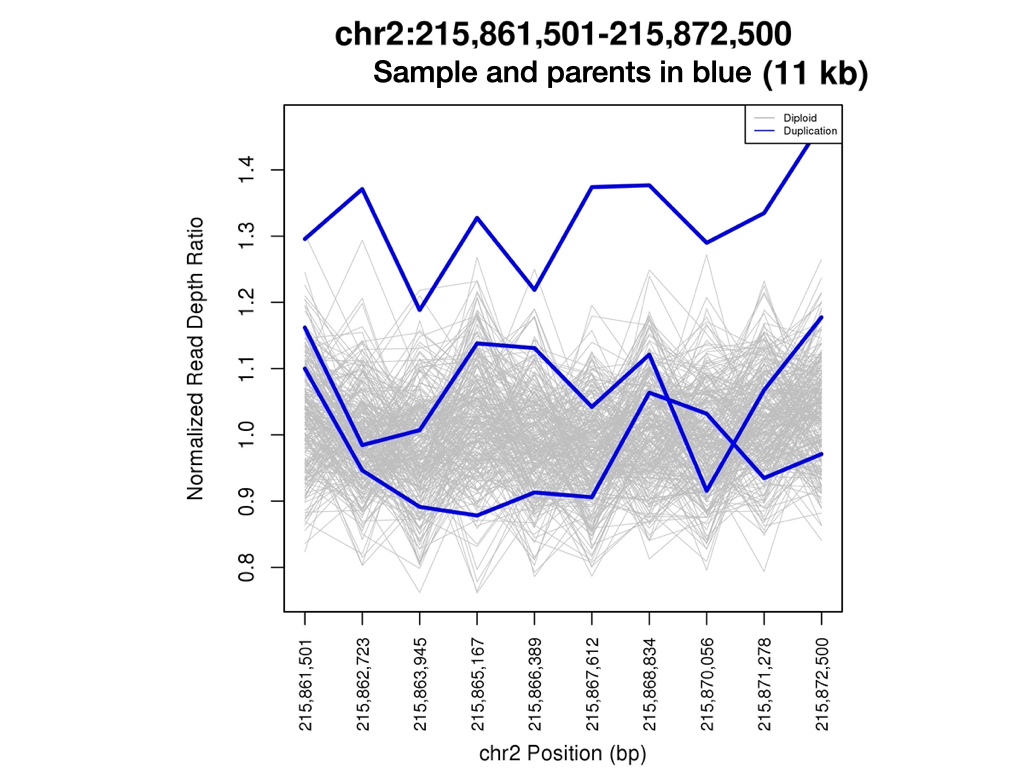 chr2:215,861,501-215,872,500
Sample and parents in blue (11 kb)
Diploid
Duplication
Normalized Read Depth Ratio
1.4
1.3
1.2
1.1
1.0
0.9
0.8
215,861,501
215,862,723
215,863,945
215,865,167
215,866,389
215,867,612
215,868,834
215,870,056
215,871,278
215,872,500
chr2 Position (bp)